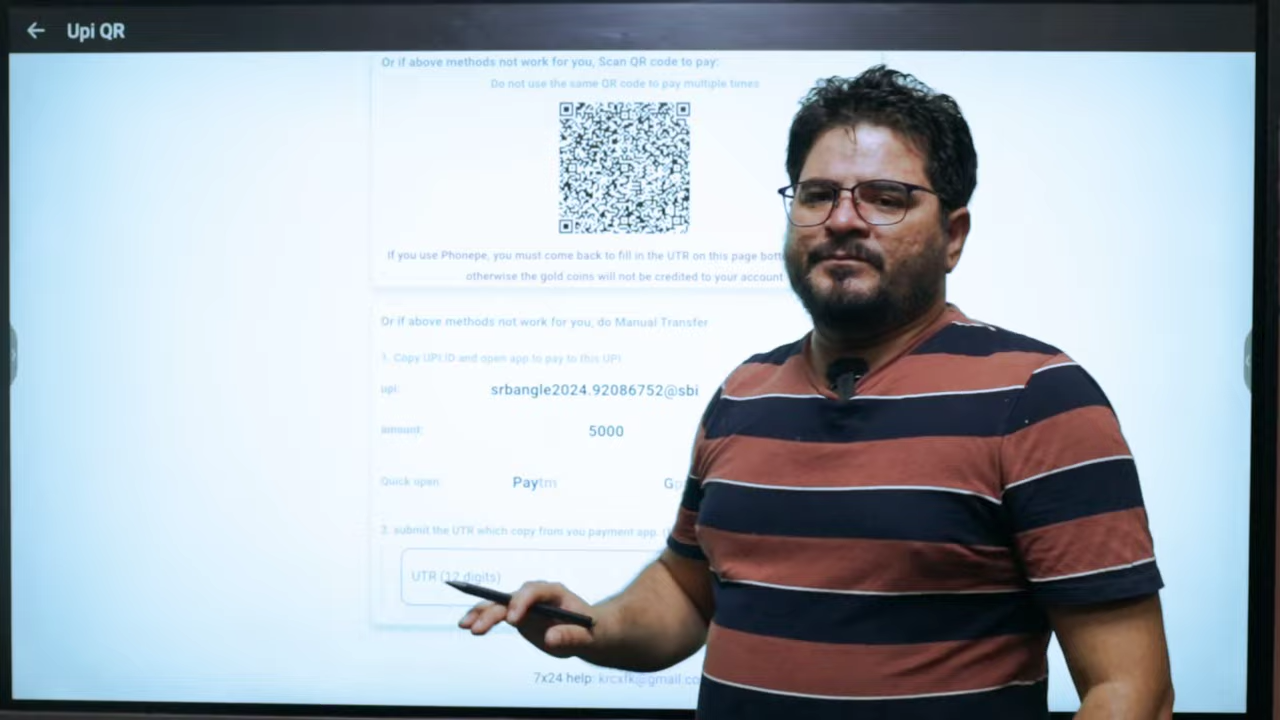 Upi QR
Or if above methods not work for you, Scan QR code to pay:
Do not use the same QR code to pay multiple times
If you use Phonepe, you must come back to fill in the UTR on this page
otherwise the gold coins will not be credited to your account
Or if above methods not work for you, do Manual Transfer
1. Copy UPI ID and open app to pay to this UPI
upi: srbangle2024.92086752@sbi
amount: 5000
Quick open: Paytm
2. submit the UTR which copy from you payment app.
UTR (12 digits)
7x24 help: krcxfk@gmail.co